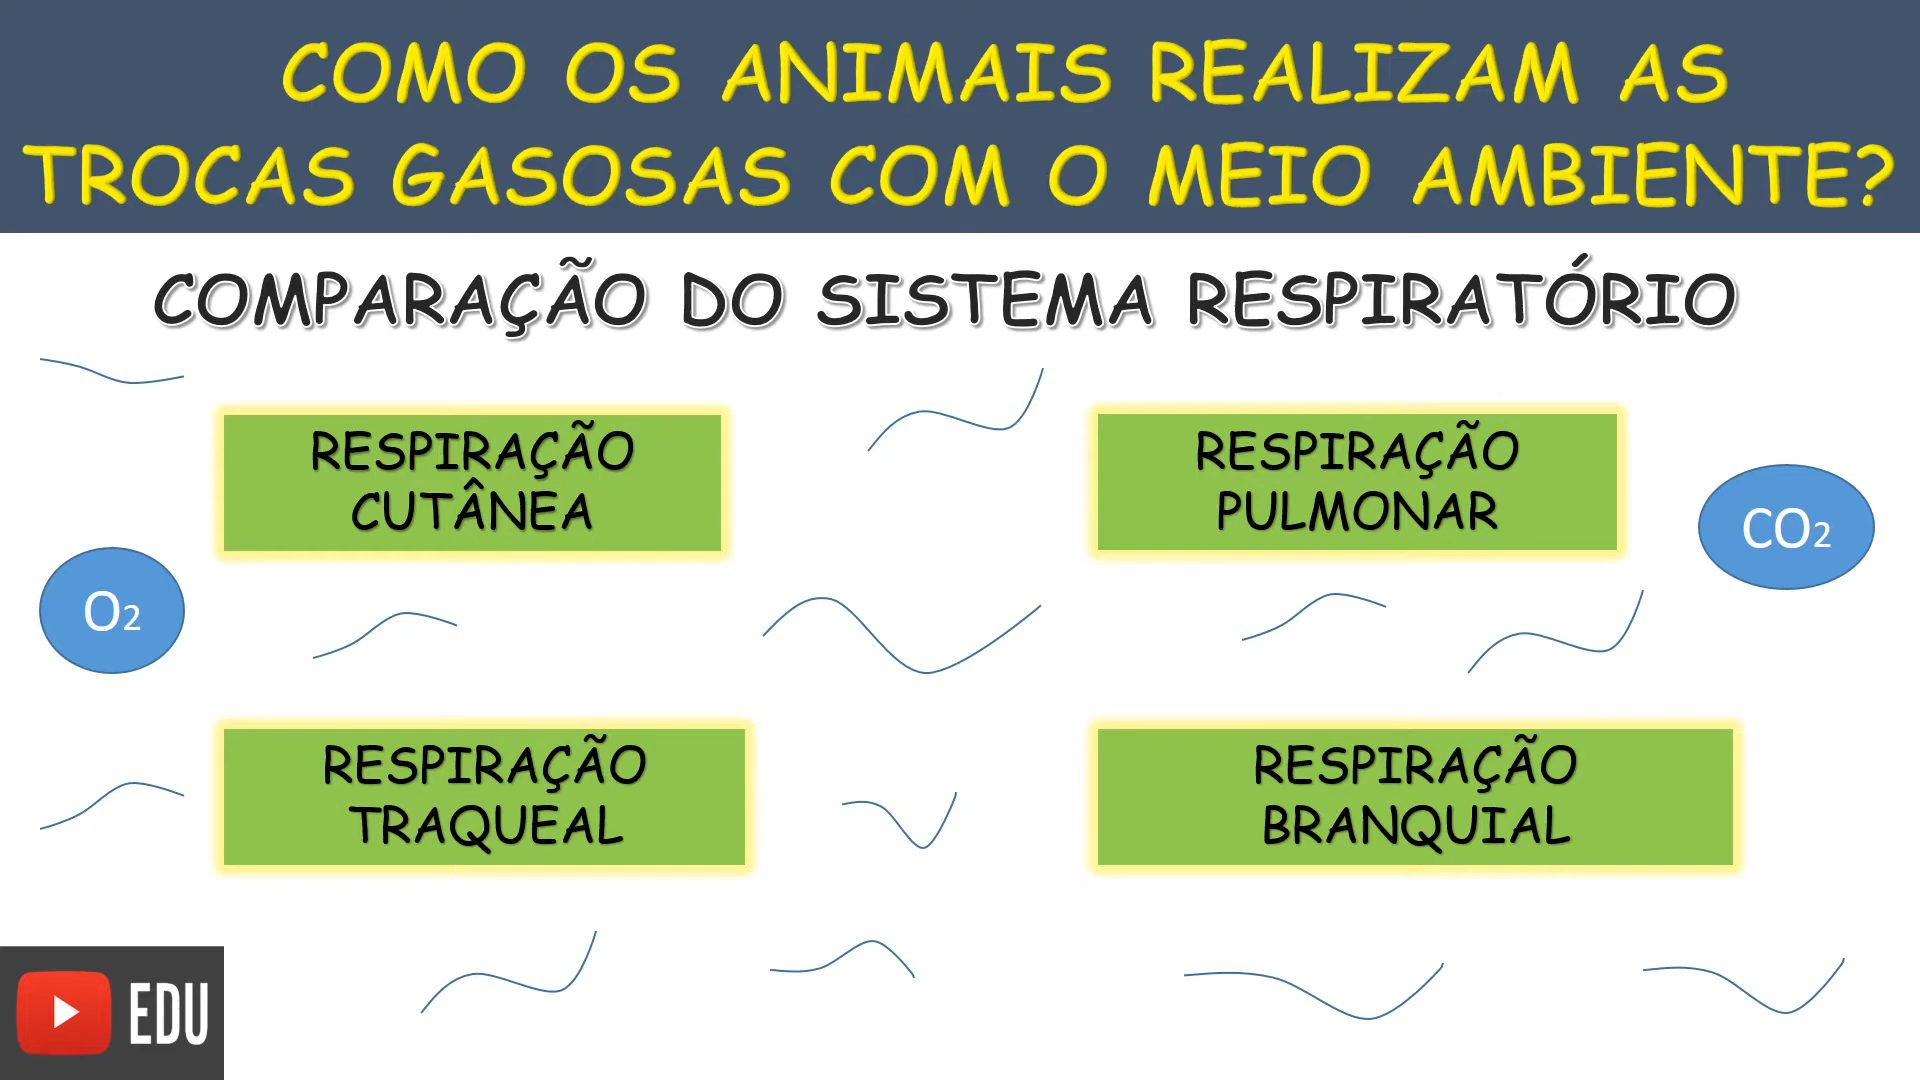 COMO OS ANIMAIS REALIZAM AS
TROCAS GASOSAS COM O MEIO AMBIENTE?
COMPARAÇÃO DO SISTEMA RESPIRATÓRIO
RESPIRAÇÃO
CUTÂNEA
RESPIRAÇÃO
PULMONAR
CO2
O2
RESPIRAÇÃO
TRAQUEAL
RESPIRAÇÃO
BRANQUIAL
EDU